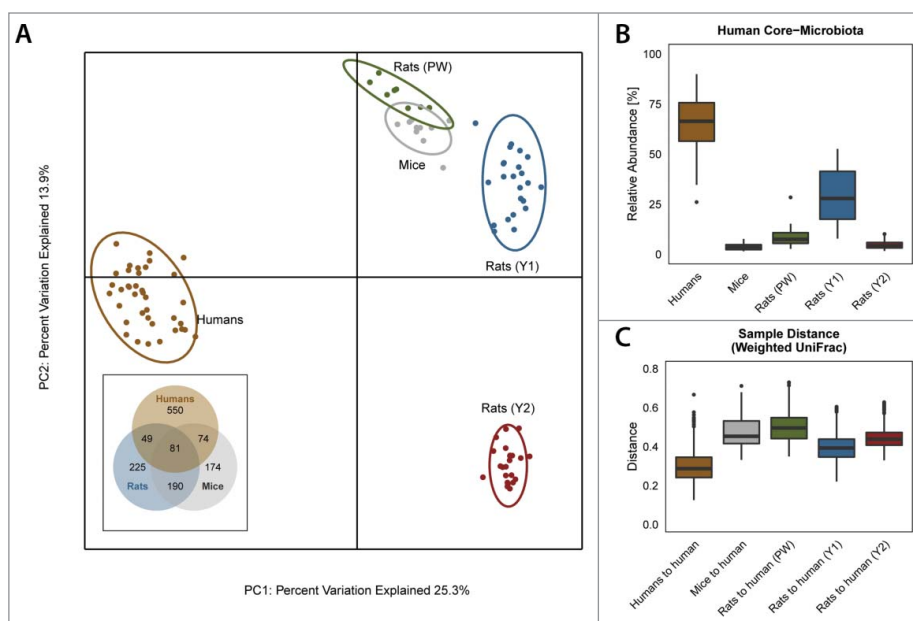 A
Rats (PW)
Mice
Rats (Y1)
Humans
Rats (Y2)
Humans
550
49
74
81
225
174
Rats
190
Mice
PC2: Percent Variation Explained 13.9%
PC1: Percent Variation Explained 25.3%
B
Human Core−Microbiota
100
75
50
25
0
Relative Abundance [%]
Humans
Mice
Rats (PW)
Rats (Y1)
Rats (Y2)
C
Sample Distance
(Weighted UniFrac)
0.8
0.6
0.4
0.2
0.0
Distance
Humans to human
Mice to human
Rats to human (PW)
Rats to human (Y1)
Rats to human (Y2)